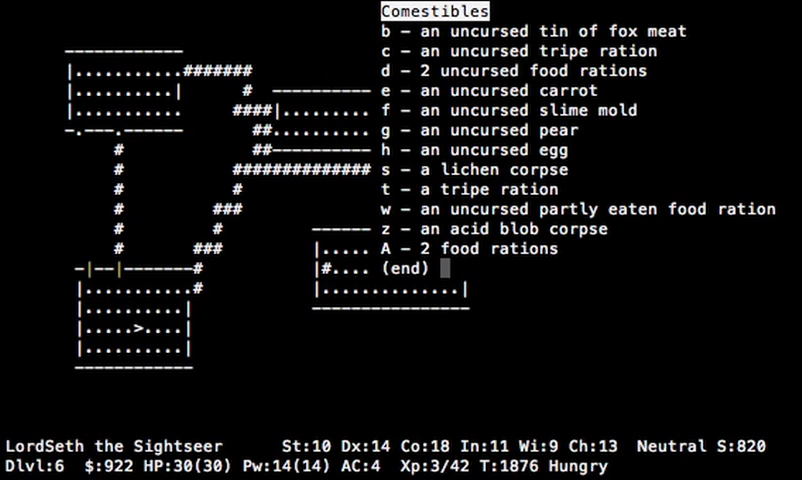 Comestibles
b - an uncursed tin of fox meat
------------ c - an uncursed tripe ration
|...........####### d - 2 uncursed food rations
|..........| # ---------- e - an uncursed carrot
|........... ####|......... f - an uncursed slime mold
-.---.------ ##.......... g - an uncursed pear
# ##---------- h - an uncursed egg
# ############## s - a lichen corpse
# # t - a tripe ration
# ### w - an uncursed partly eaten food ration
# # ------ z - an acid blob corpse
# ### |..... A - 2 food rations
-|--|-------# |#.... (end)
|...........# |..............|
|..........| ----------------
|.....>....|
|..........|
------------
LordSeth the Sightseer St:10 Dx:14 Co:18 In:11 Wi:9 Ch:13 Neutral S:820
Dlvl:6 $:922 HP:30(30) Pw:14(14) AC:4 Xp:3/42 T:1876 Hungry